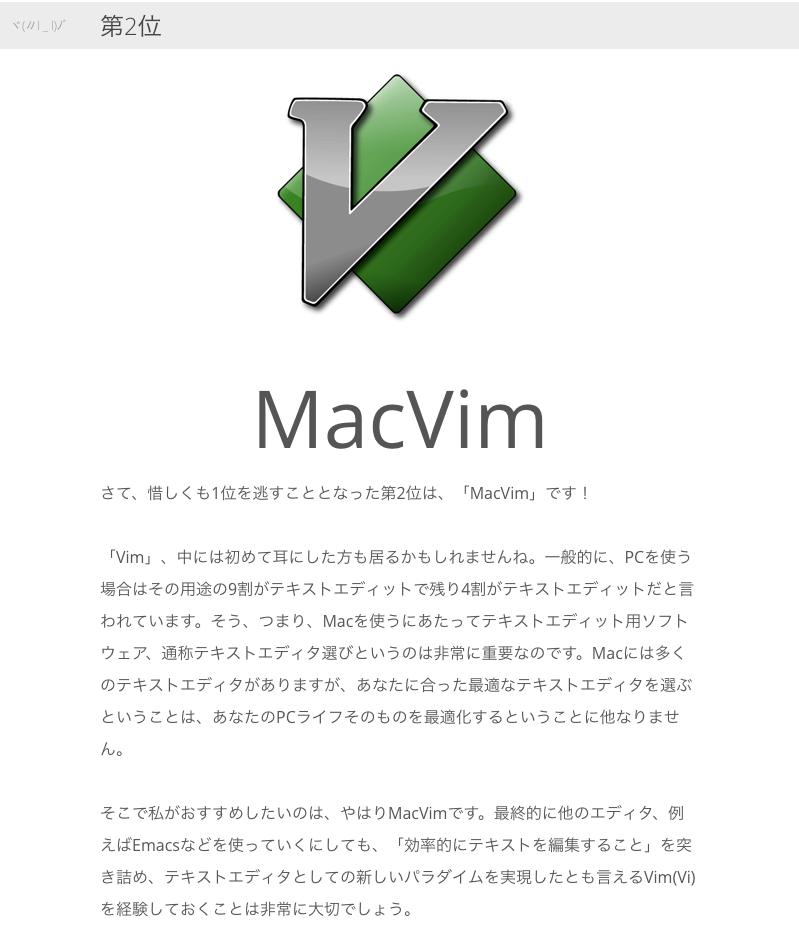 ヾ(〃l _ l)ﾉﾞ
第2位
MacVim
さて、惜しくも1位を逃すこととなった第2位は、「MacVim」です！
「Vim」、中には初めて耳にした方も居るかもしれませんね。一般的に、PCを使う
場合はその用途の9割がテキストエディットで残り4割がテキストエディットだと言
われています。そう、つまり、Macを使うにあたってテキストエディット用ソフト
ウェア、通称テキストエディタ選びというのは非常に重要なのです。Macには多く
のテキストエディタがありますが、あなたに合った最適なテキストエディタを選ぶ
ということは、あなたのPCライフそのものを最適化するということに他なりませ
ん。
そこで私がおすすめしたいのは、やはりMacVimです。最終的に他のエディタ、例
えばEmacsなどを使っていくにしても、「効率的にテキストを編集すること」を突
き詰め、テキストエディタとしての新しいパラダイムを実現したとも言えるVim(Vi)
を経験しておくことは非常に大切でしょう。